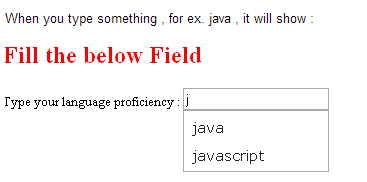 When you type something , for ex. java , it will show :
Fill the below Field
Type your language proficiency : j
java
javascript